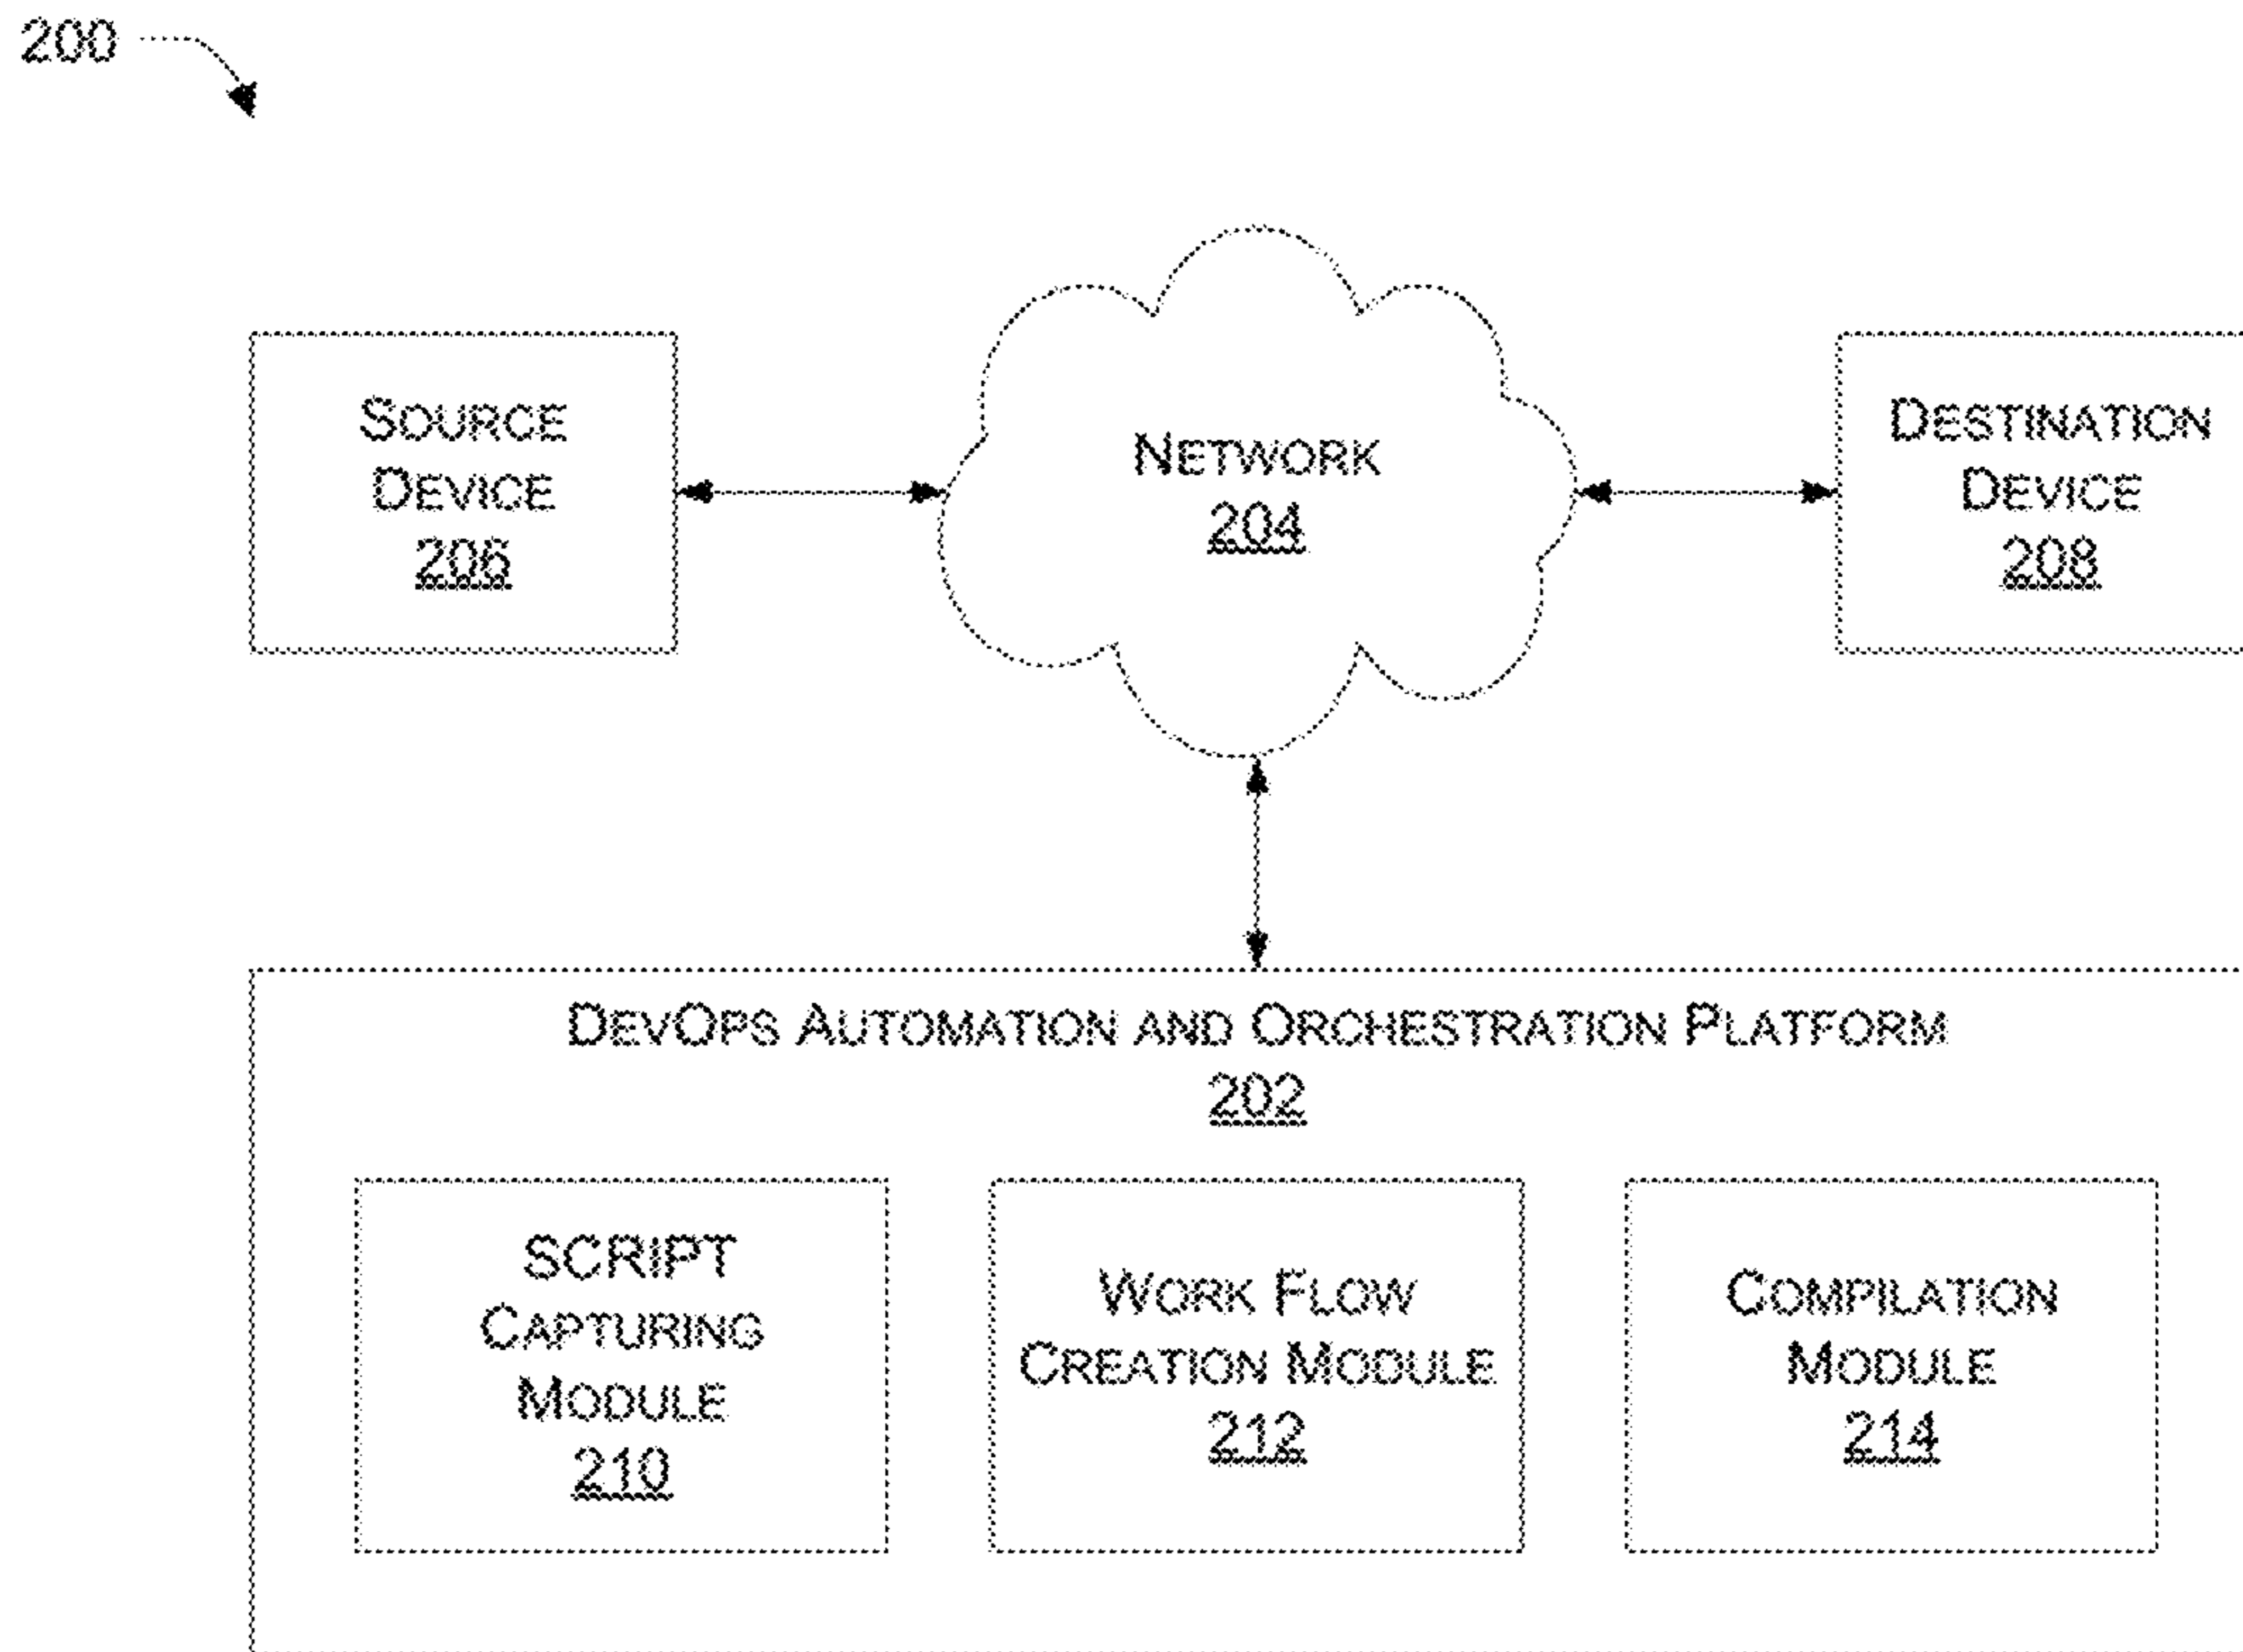 200
SOURCE
DEVICE
206
NETWORK
204
DESTINATION
DEVICE
208
DEVOPS AUTOMATION AND ORCHESTRATION PLATFORM
202
SCRIPT
CAPTURING
MODULE
210
WORK FLOW
CREATION MODULE
212
COMPILATION
MODULE
214